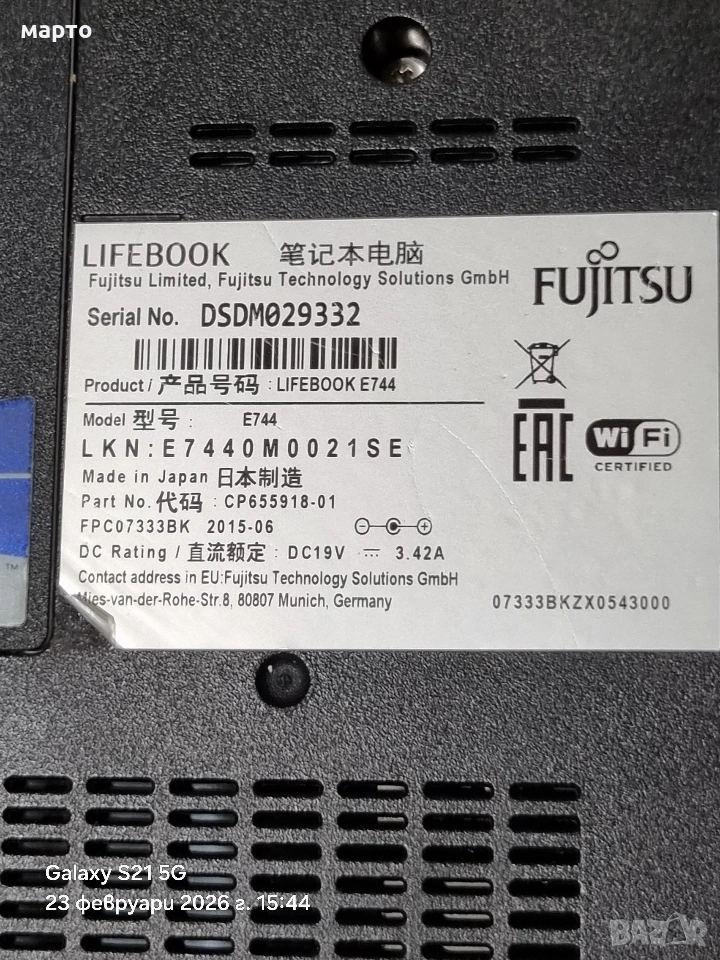 марто
LIFEBOOK 笔记本电脑
Fujitsu Limited, Fujitsu Technology Solutions GmbH
FUJITSU
Serial No. DSDM029332
Product / 产品号码 : LIFEBOOK E744
Model 型号 : E744
LKN:E7440M0021SE
EAC
Wi Fi
CERTIFIED
Made in Japan 日本制造
Part No. 代码 : CP655918-01
FPC07333BK 2015-06
DC Rating / 直流额定 : DC19V 3.42A
Contact address in EU:Fujitsu Technology Solutions GmbH
Mies-van-der-Rohe-Str.8, 80807 Munich, Germany
07333BKZX0543000
TM
Galaxy S21 5G
23 февруари 2026 г. 15:44
BAZAR